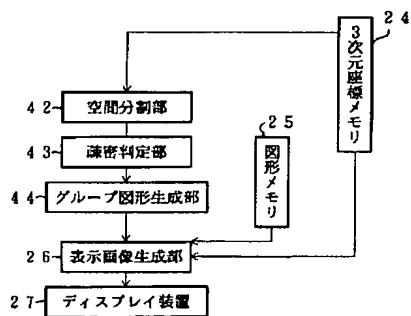 24
3次元座標メモリ
42
空間分割部
25
43
疎密判定部
図形メモリ
44
グループ図形生成部
26
表示画像生成部
27
ディスプレイ装置